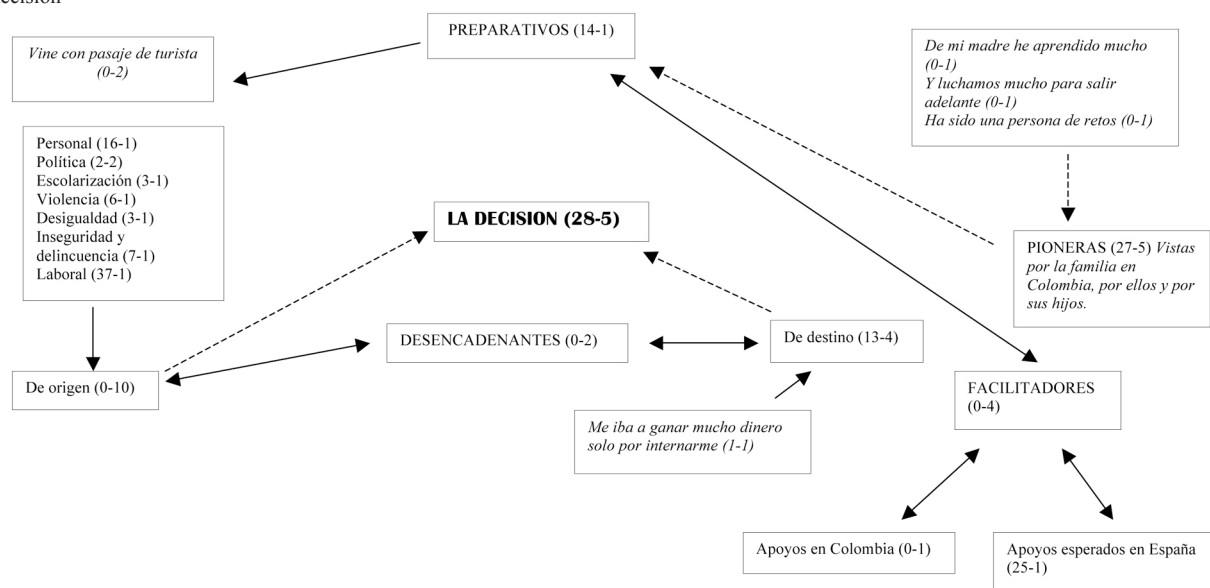 PREPARATIVOS (14-1)
Vine con pasaje de turista
(0-2)
De mi madre he aprendido mucho
(0-1)
Y luchamos mucho para salir
adelante (0-1)
Ha sido una persona de retos (0-1)
Personal (16-1)
Política (2-2)
Escolarización (3-1)
Violencia (6-1)
Desigualdad (3-1)
Inseguridad y
delincuencia (7-1)
Laboral (37-1)
LA DECISION (28-5)
PIONERAS (27-5) Vistas
por la familia en
Colombia, por ellos y por
sus hijos.
DESENCADENANTES (0-2)
De destino (13-4)
De origen (0-10)
FACILITADORES
(0-4)
Me iba a ganar mucho dinero
solo por internarme (1-1)
Apoyos en Colombia (0-1)
Apoyos esperados en España
(25-1)